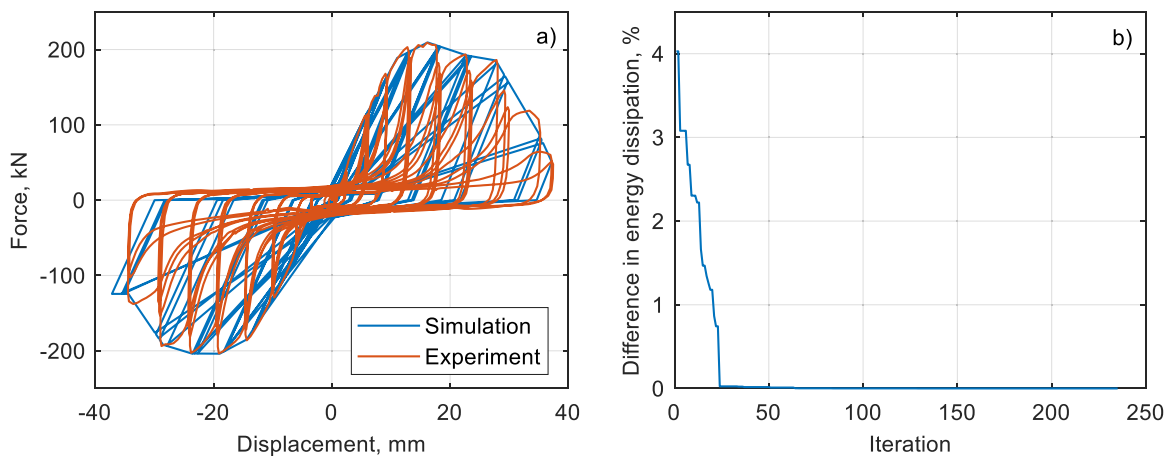 a)
200
100
0
-100
-200
Force, kN
-40
-20
0
20
40
Displacement, mm
Simulation
Experiment
b)
4
3
2
1
0
Difference in energy dissipation, %
0
50
100
150
200
250
Iteration